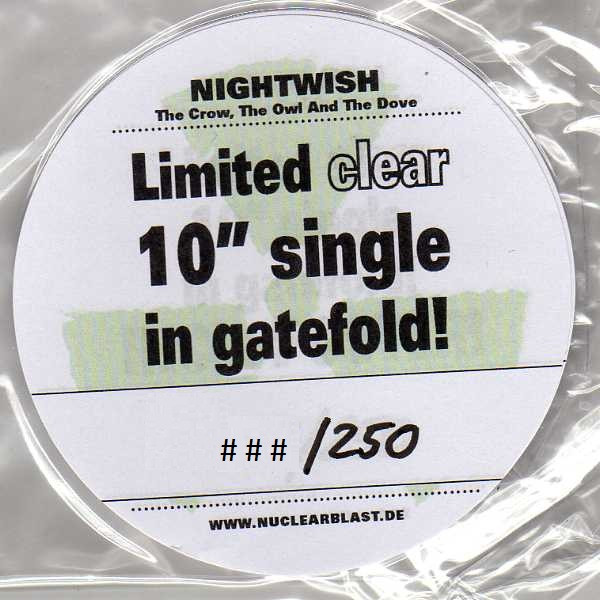 NIGHTWISH
The Crow, The Owl And The Dove
Limited clear
10" single
in gatefold!
### /250
WWW.NUCLEARBLAST.DE